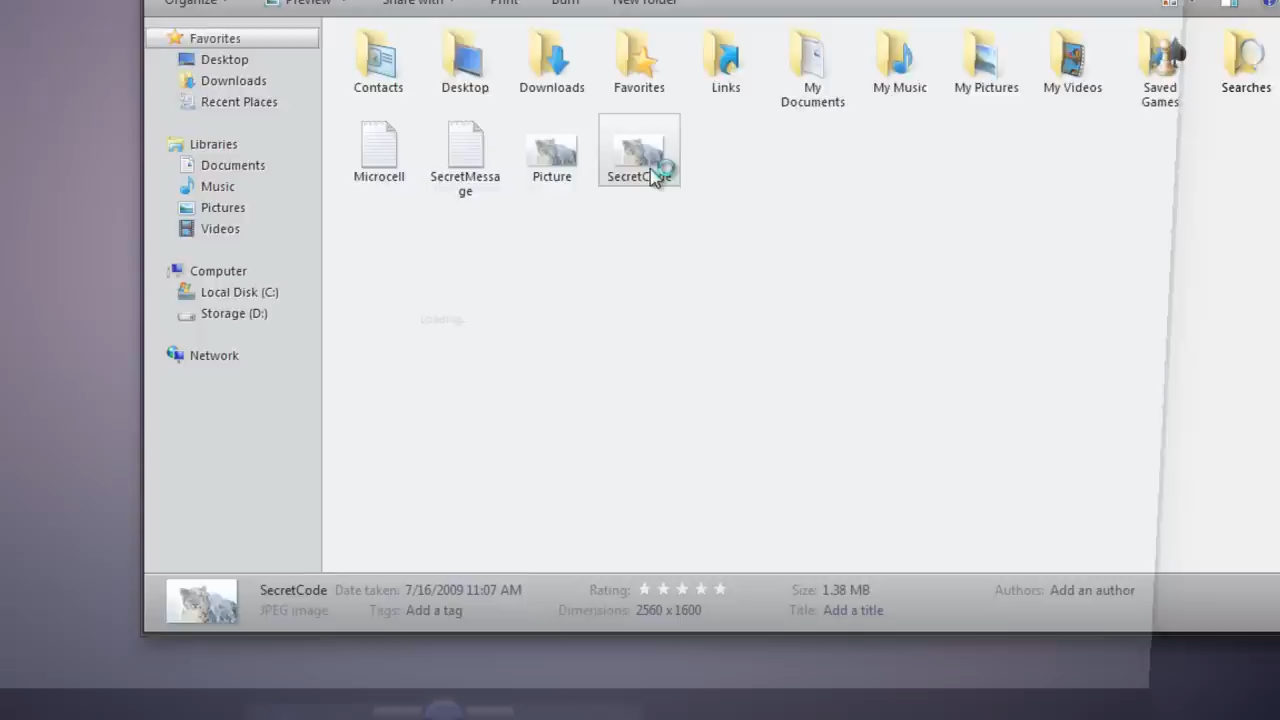 Organize
Preview
Share with
Print
Burn
New folder
Favorites
Desktop
Downloads
Recent Places
Libraries
Documents
Music
Pictures
Videos
Computer
Local Disk (C:)
Storage (D:)
Network
Contacts
Desktop
Downloads
Favorites
Links
My
Documents
My Music
My Pictures
My Videos
Saved
Games
Searches
Microcell
SecretMessa
ge
Picture
SecretCode
Loading.
SecretCode Date taken: 7/16/2009 11:07 AM Rating: Size: 1.38 MB Authors: Add an author
JPEG image Tags: Add a tag Dimensions: 2560 x 1600 Title: Add a title